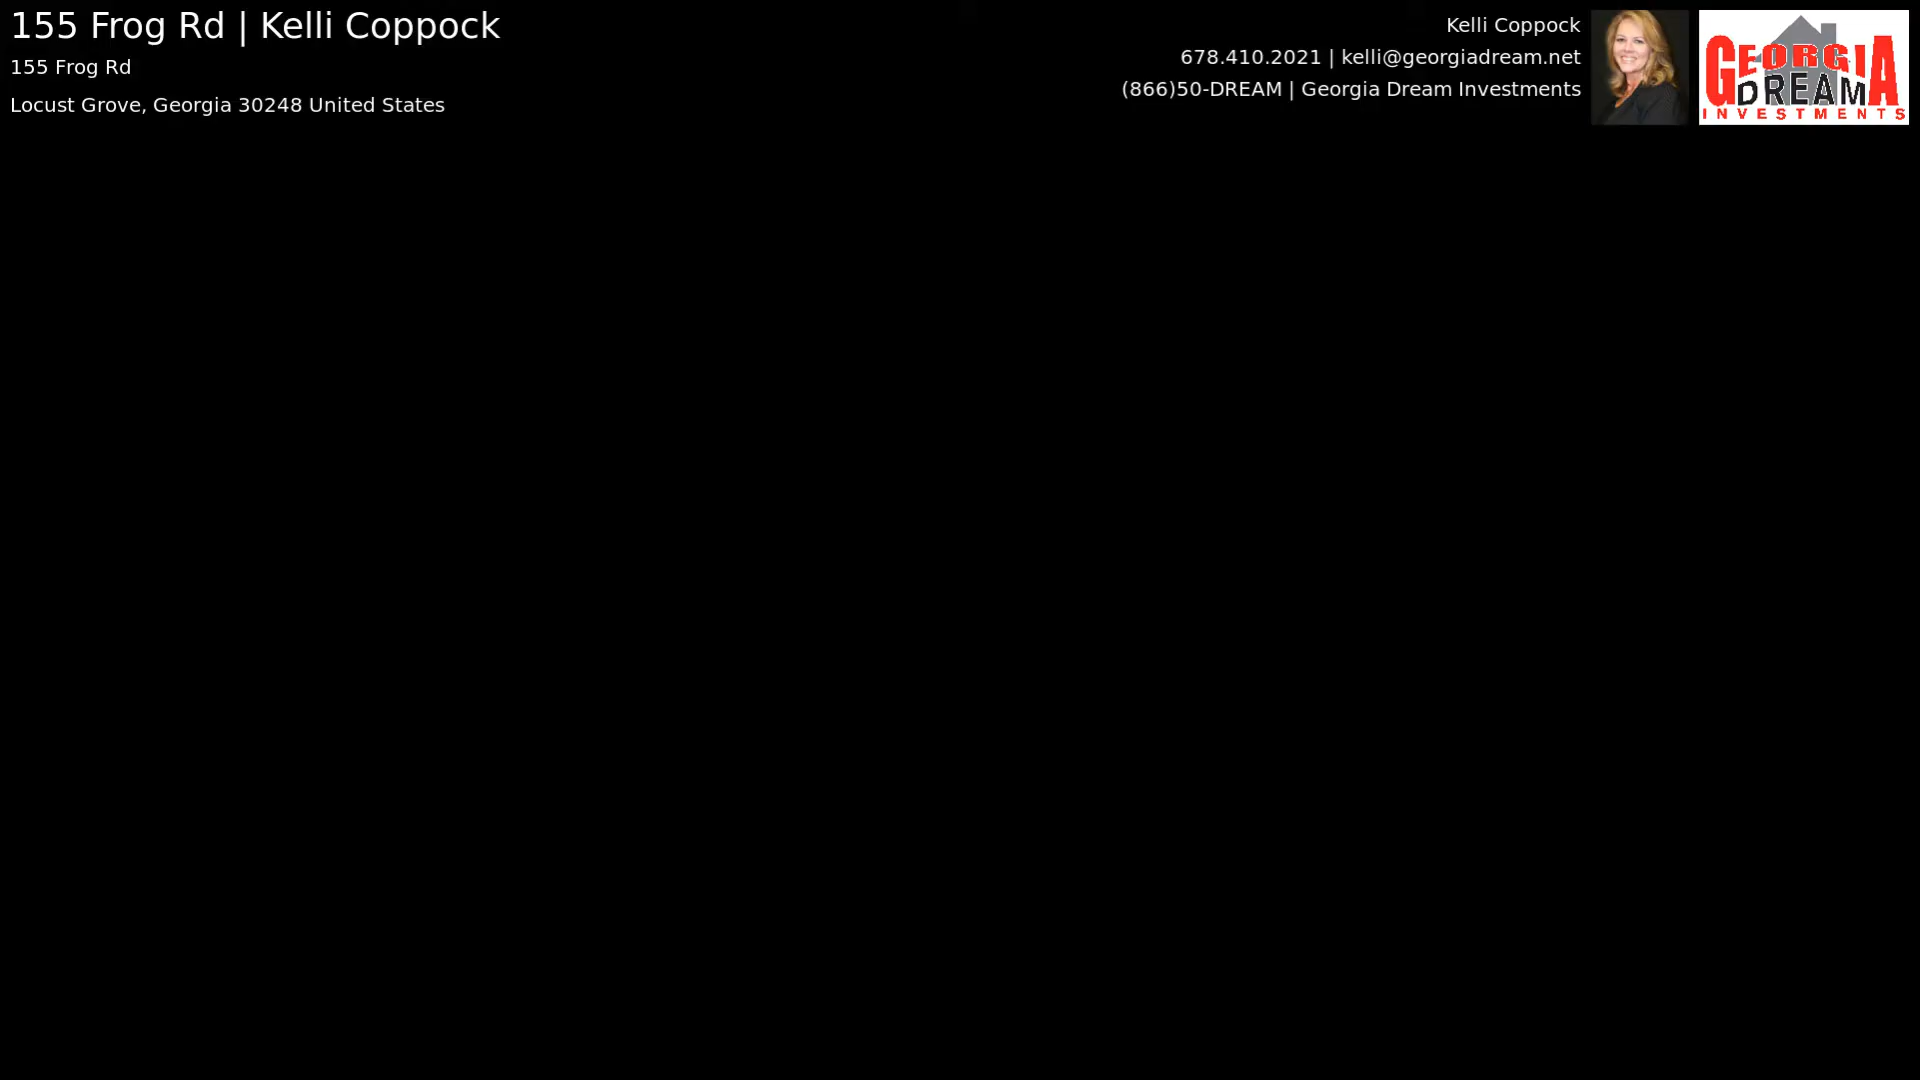 155 Frog Rd | Kelli Coppock
155 Frog Rd
Locust Grove, Georgia 30248 United States
Kelli Coppock
678.410.2021 | kelli@georgiadream.net
(866)50-DREAM | Georgia Dream Investments
GEORGIA
DREAM
INVESTMENTS